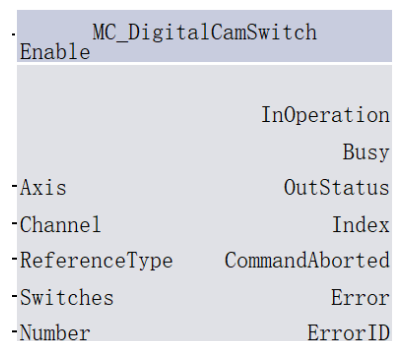 MC_DigitalCamSwitch
Enable
InOperation
Busy
Axis OutStatus
Channel Index
ReferenceType CommandAborted
Switches Error
Number ErrorID